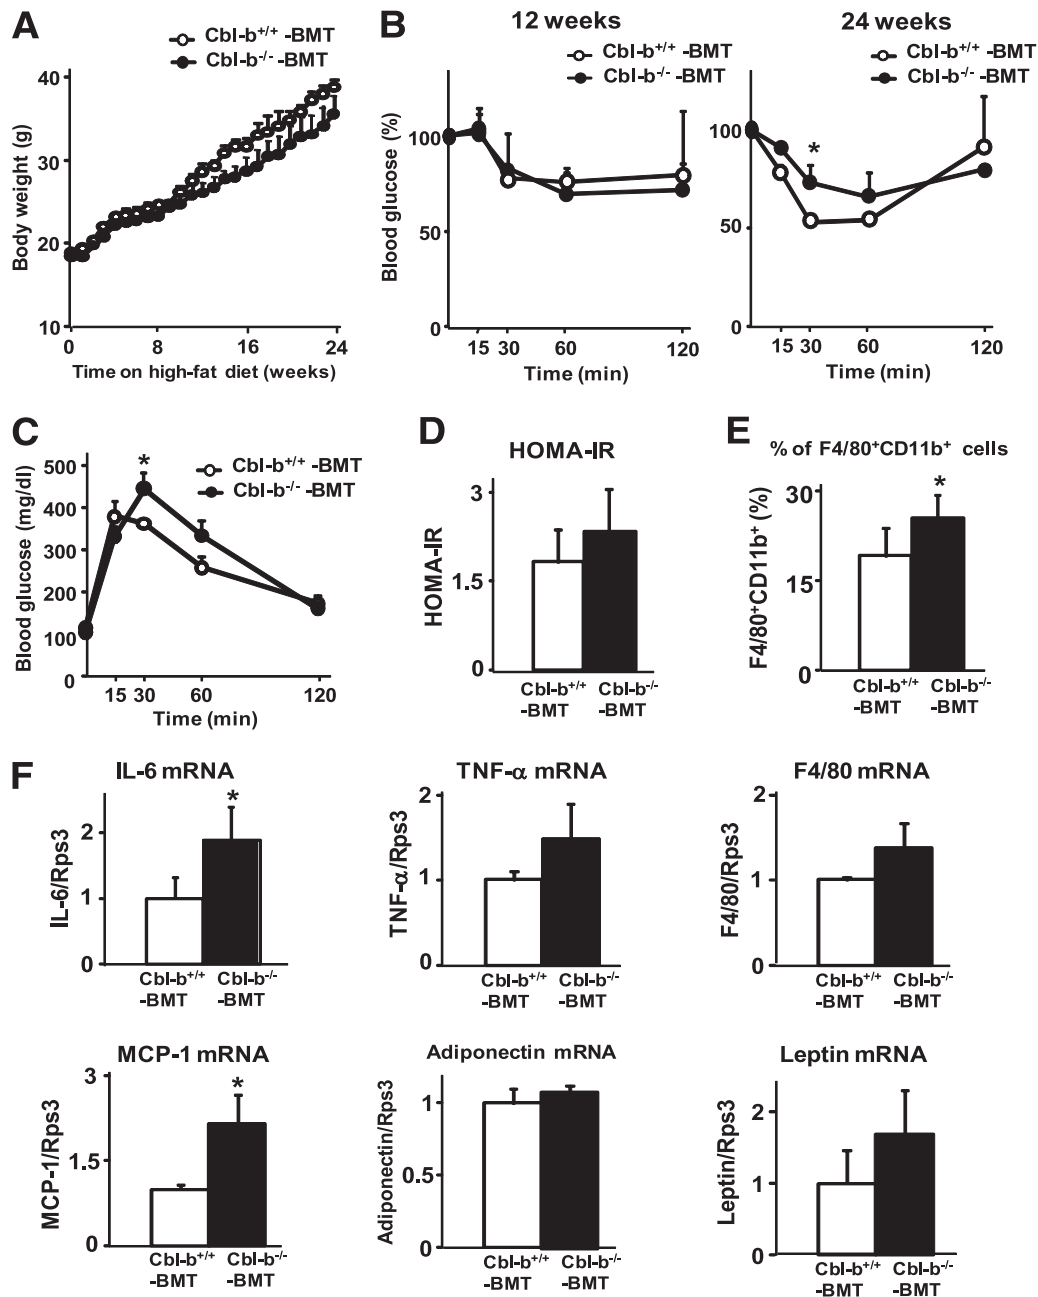 A
Cbl-b+/+ -BMT
Cbl-b-/- -BMT
Body weight (g)
40
30
20
10
0 8 16 24
Time on high-fat diet (weeks)
B
12 weeks
Cbl-b+/+ -BMT
Cbl-b-/- -BMT
Blood glucose (%)
100
50
0
15 30 60 120
Time (min)
24 weeks
Cbl-b+/+ -BMT
Cbl-b-/- -BMT
100
*
50
0
15 30 60 120
Time (min)
C
Cbl-b+/+ -BMT
Cbl-b-/- -BMT
*
Blood glucose (mg/dl)
500
400
300
200
100
0
15 30 60 120
Time (min)
D
HOMA-IR
HOMA-IR
3
1.5
0
Cbl-b+/+ Cbl-b-/-
-BMT -BMT
E
% of F4/80+CD11b+ cells
F4/80+CD11b+ (%)
30
*
15
0
Cbl-b+/+ Cbl-b-/-
-BMT -BMT
F
IL-6 mRNA
IL-6/Rps3
*
2
1
0
Cbl-b+/+ Cbl-b-/-
-BMT -BMT
TNF-α mRNA
TNF-α/Rps3
2
1
0
Cbl-b+/+ Cbl-b-/-
-BMT -BMT
F4/80 mRNA
F4/80/Rps3
2
1
0
Cbl-b+/+ Cbl-b-/-
-BMT -BMT
MCP-1 mRNA
MCP-1/Rps3
3
*
1.5
0
Cbl-b+/+ Cbl-b-/-
-BMT -BMT
Adiponectin mRNA
Adiponectin/Rps3
1
0.5
0
Cbl-b+/+ Cbl-b-/-
-BMT -BMT
Leptin mRNA
Leptin/Rps3
2
1
0
Cbl-b+/+ Cbl-b-/-
-BMT -BMT